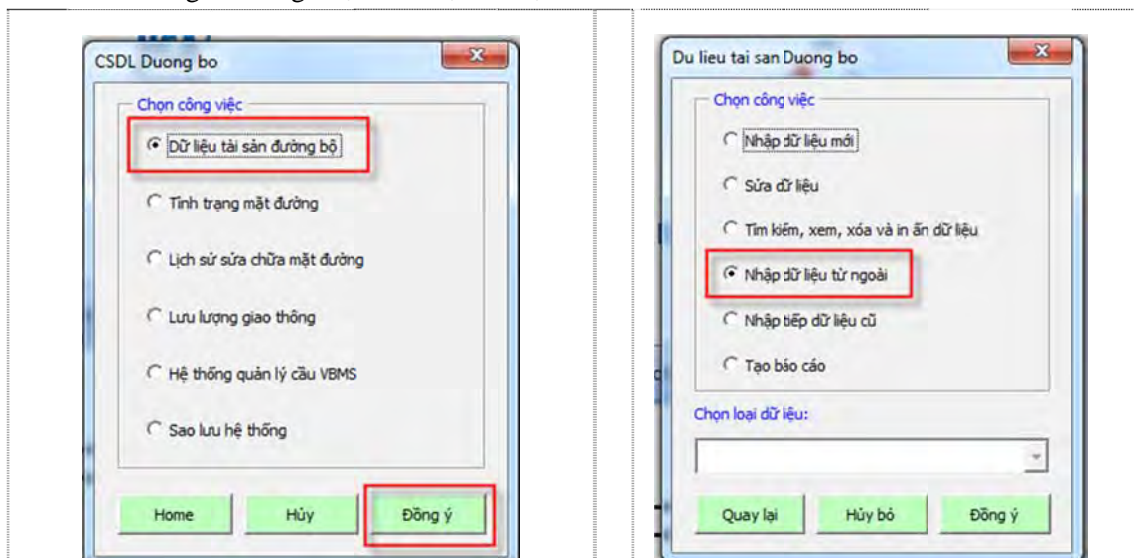 CSDL Duong bo
Chọn công việc
Dữ liệu tài sản đường bộ
Tình trạng mặt đường
Lịch sử sửa chữa mặt đường
Lưu lượng giao thông
Hệ thống quản lý cầu VBMS
Sao lưu hệ thống
Home
Hủy
Đồng ý
Du lieu tai san Duong bo
Chọn công việc
Nhập dữ liệu mới
Sửa dữ liệu
Tìm kiếm, xem, xóa và in ấn dữ liệu
Nhập dữ liệu từ ngoài
Nhập tiếp dữ liệu cũ
Tạo báo cáo
Chọn loại dữ liệu:
Quay lại
Hủy bỏ
Đồng ý